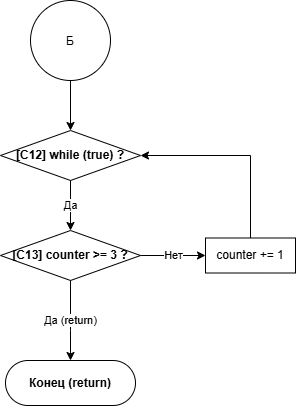 Б
[C12] while (true) ?
Да
[C13] counter >= 3 ?
Нет
counter += 1
Да (return)
Конец (return)